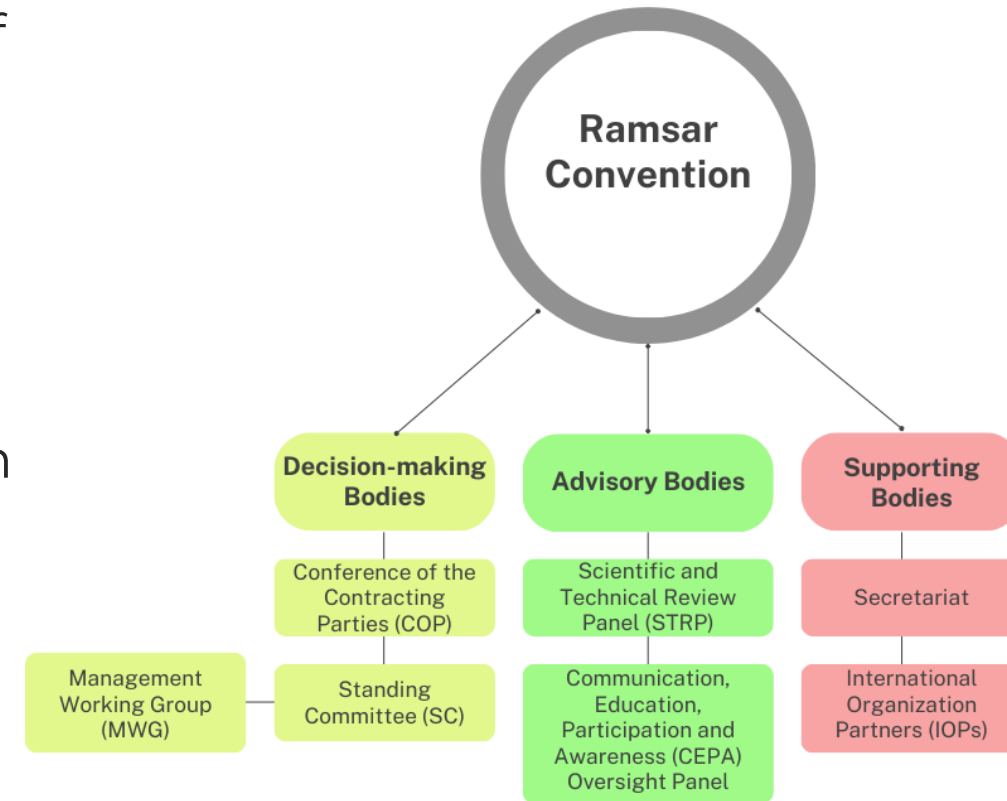 f
Ramsar
Convention
n
Decision-making
Bodies
Conference of the
Contracting
Parties (COP)
Standing
Committee (SC)
Management
Working Group
(MWG)
Advisory Bodies
Scientific and
Technical Review
Panel (STRP)
Communication,
Education,
Participation and
Awareness (CEPA)
Oversight Panel
Supporting
Bodies
Secretariat
International
Organization
Partners (IOPs)